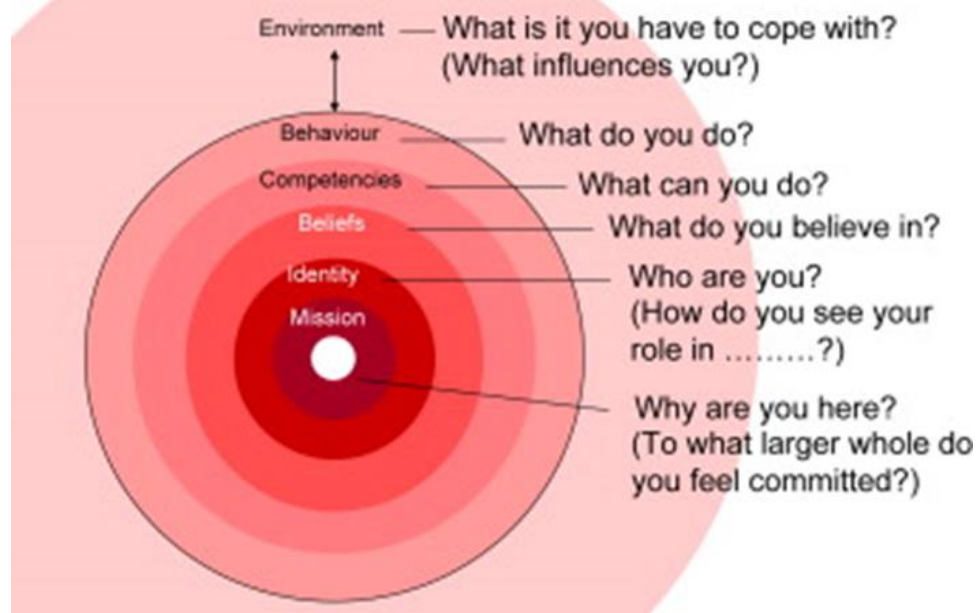 Environment What is it you have to cope with?
(What influences you?)
Behaviour What do you do?
Competencies What can you do?
Beliefs What do you believe in?
Identity Who are you?
(How do you see your
Mission role in .........?)
Why are you here?
(To what larger whole do
you feel committed?)